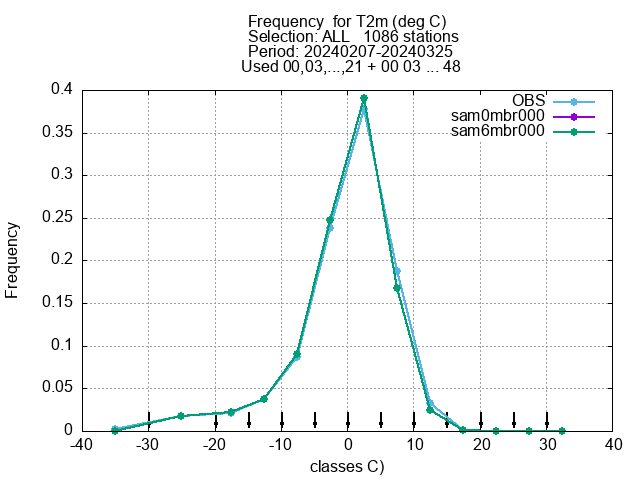 Frequency  for T2m (deg C)
Selection: ALL   1086 stations
Period: 20240207-20240325
Used 00,03,...,21 + 00 03 ... 48
OBS
sam0mbr000
sam6mbr000
Frequency
0.4
0.35
0.3
0.25
0.2
0.15
0.1
0.05
0
-40 -30 -20 -10 0 10 20 30 40
classes C)